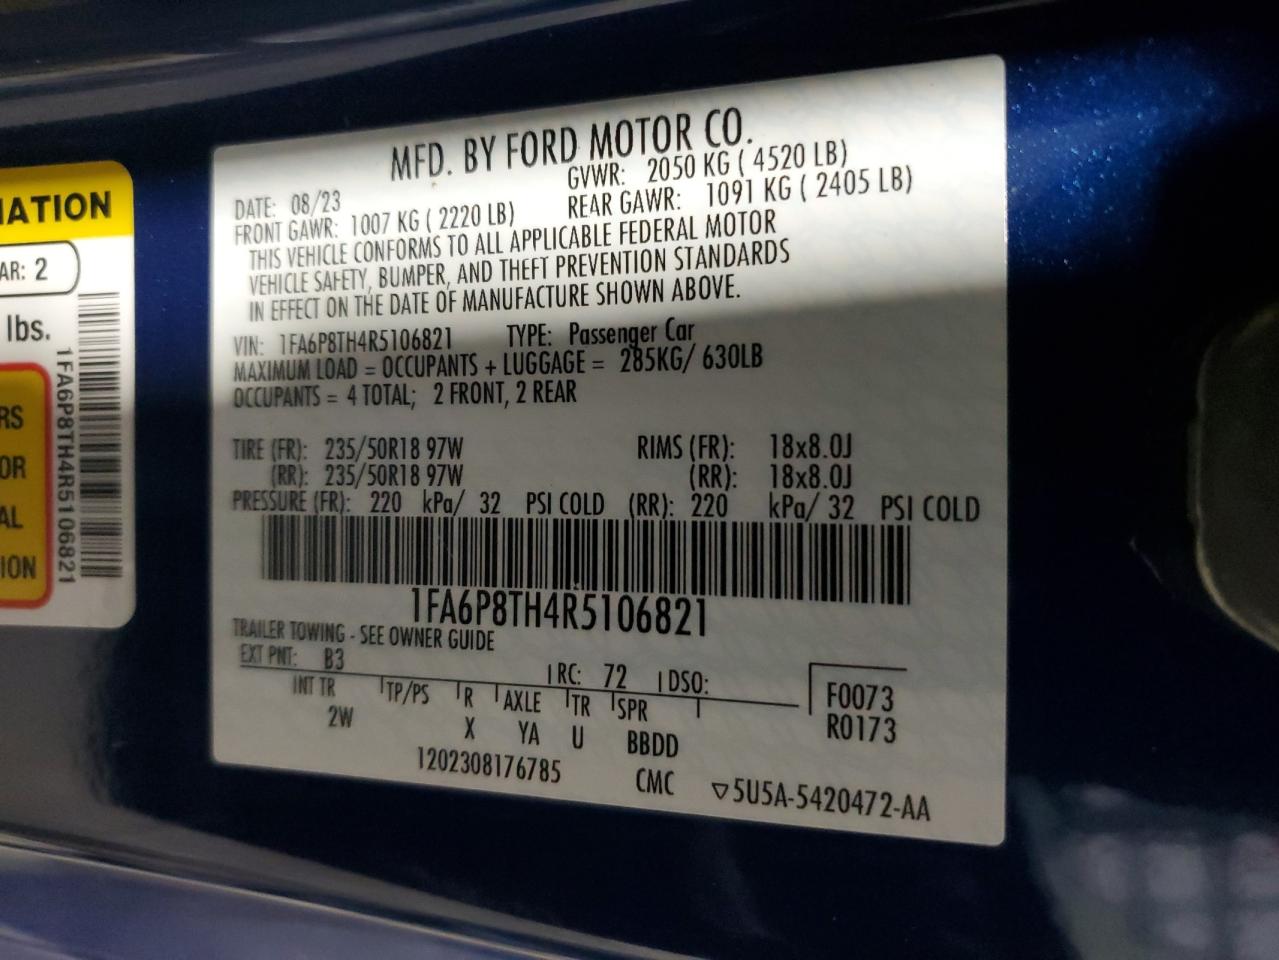 MFD. BY FORD MOTOR CO.
DATE: 08/23 GVWR: 2050 KG ( 4520 LB)
FRONT GAWR: 1007 KG ( 2220 LB) REAR GAWR: 1091 KG ( 2405 LB)
THIS VEHICLE CONFORMS TO ALL APPLICABLE FEDERAL MOTOR
VEHICLE SAFETY, BUMPER, AND THEFT PREVENTION STANDARDS
IN EFFECT ON THE DATE OF MANUFACTURE SHOWN ABOVE.
VIN: 1FA6P8TH4R5106821 TYPE: Passenger Car
MAXIMUM LOAD = OCCUPANTS + LUGGAGE = 285KG/ 630LB
OCCUPANTS = 4 TOTAL; 2 FRONT, 2 REAR
TIRE (FR): 235/50R18 97W RIMS (FR): 18x8.0J
(RR): 235/50R18 97W (RR): 18x8.0J
PRESSURE (FR): 220 kPa/ 32 PSI COLD (RR): 220 kPa/ 32 PSI COLD
1FA6P8TH4R5106821
TRAILER TOWING - SEE OWNER GUIDE
EXT PNT: B3 RC: 72 DSO:
INT TR TP/PS R AXLE TR SPR
2W X YA U BBDD
F0073
R0173
1202308176785 CMC ▽5U5A-5420472-AA
IATION
AR: 2
lbs.
1FA6P8TH4R5106821
RS
OR
AL
ION